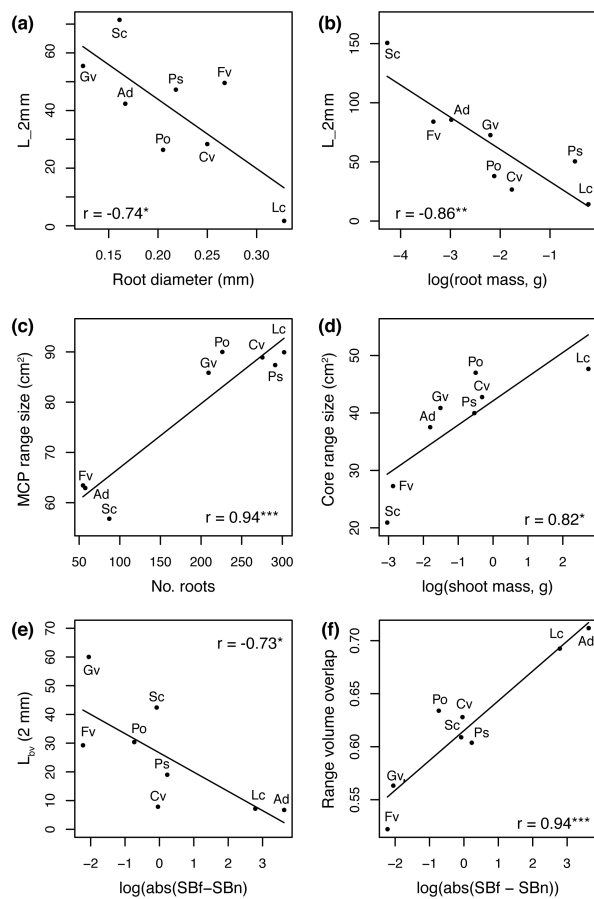 (a)
L_2mm
0 20 40 60
Sc
Gv
Ad
Ps
Fv
Po
Cv
Lc
r = -0.74*
0.15 0.20 0.25 0.30
Root diameter (mm)
(b)
L_2mm
0 50 100 150
Sc
Fv
Ad
Gv
Po
Cv
Ps
Lc
r = -0.86**
−4 −3 −2 −1
log(root mass, g)
(c)
MCP range size (cm²)
60 70 80 90
Fv
Ad
Sc
Gv
Po
Cv
Lc
Ps
r = 0.94***
50 100 150 200 250 300
No. roots
(d)
Core range size (cm²)
20 30 40 50
Sc
Fv
Ad
Gv
Po
Cv
Ps
Lc
r = 0.82*
−3 −2 −1 0 1 2
log(shoot mass, g)
(e)
L_bv (2 mm)
0 10 20 30 40 50 60 70
r = -0.73*
Gv
Fv
Sc
Po
Ps
Cv
Lc
Ad
−2 −1 0 1 2 3
log(abs(SBf−SBn)
(f)
Range volume overlap
0.55 0.60 0.65 0.70
Lc
Ad
Po
Cv
Sc
Ps
Gv
Fv
r = 0.94***
−2 −1 0 1 2 3
log(abs(SBf − SBn))